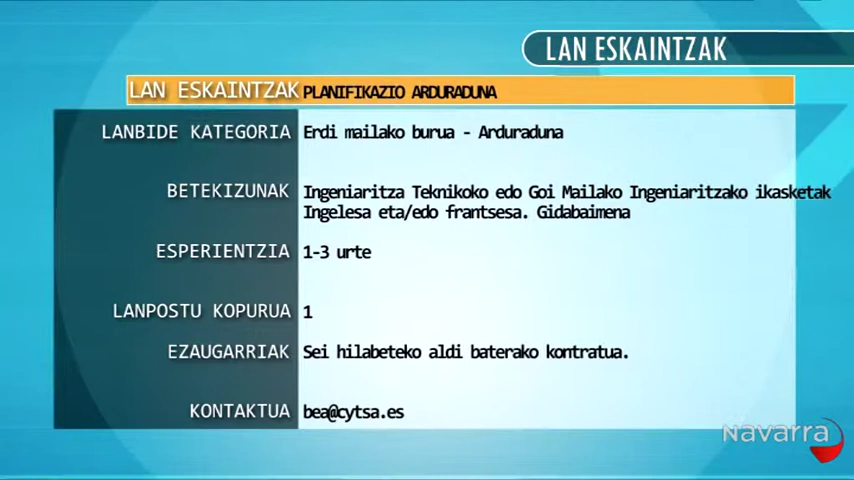 LAN ESKAINTZAK
LAN ESKAINTZAK PLANIFIKAZIO ARDURADUNA
LANBIDE KATEGORIA Erdi mailako burua - Arduraduna
BETEKIZUNAK Ingeniaritza Teknikoko edo Goi Mailako Ingeniaritzako ikasketak
Ingelesa eta/edo frantsesa. Gidabaimena
ESPERIENTZIA 1-3 urte
LANPOSTU KOPURUA 1
EZAUGARRIAK Sei hilabeteko aldi baterako kontratua.
KONTAKTUA bea@cytsa.es
Navarra